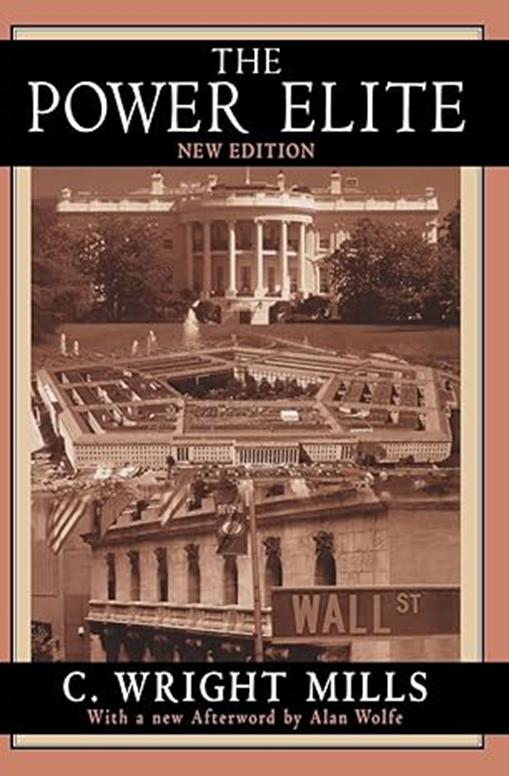 THE
POWER ELITE
NEW EDITION
WALL ST
C. WRIGHT MILLS
With a new Afterword by Alan Wolfe